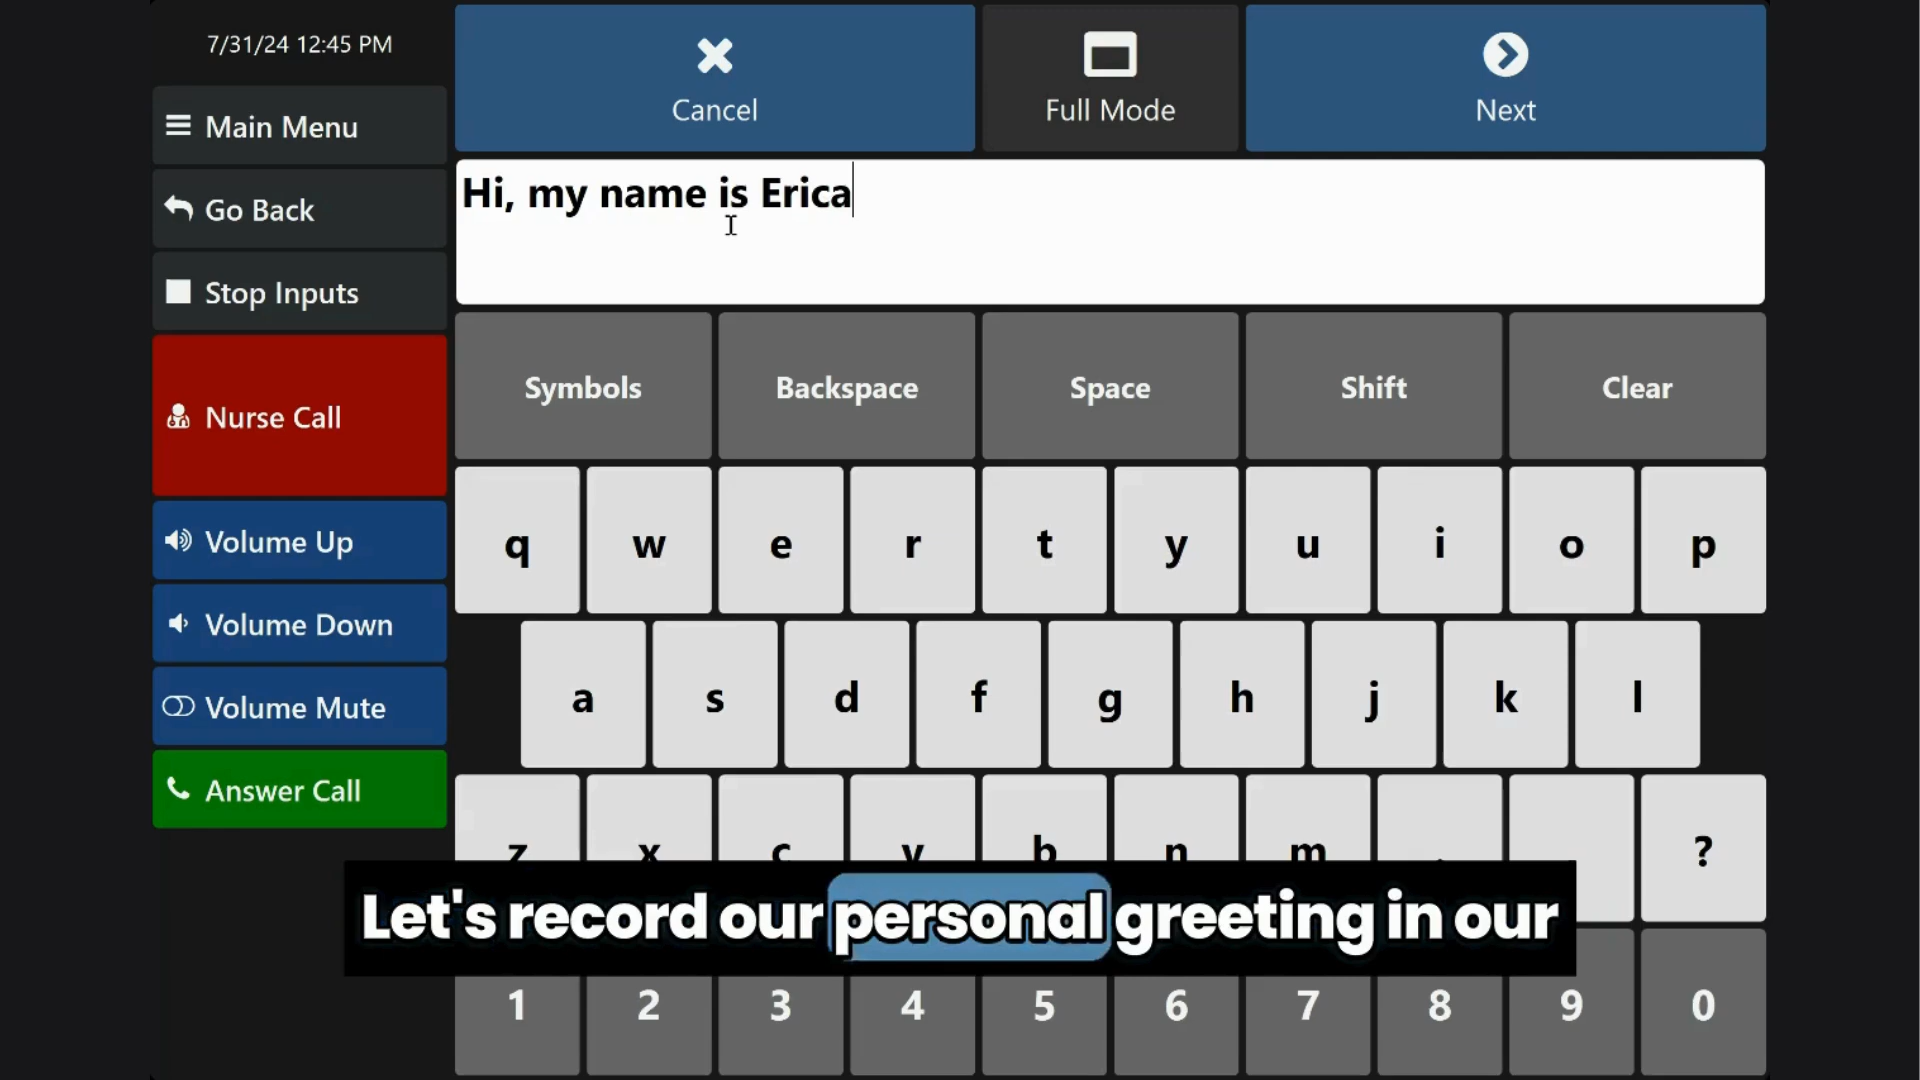 7/31/24 12:45 PM
Main Menu
Go Back
Stop Inputs
Nurse Call
Volume Up
Volume Down
Volume Mute
Answer Call
Cancel
Full Mode
Next
Hi, my name is Erica
Symbols Backspace Space Shift Clear
q w e r t y u i o p
a s d f g h j k l
z x c v b n m ?
Let's record our personal greeting in our
1 2 3 4 5 6 7 8 9 0